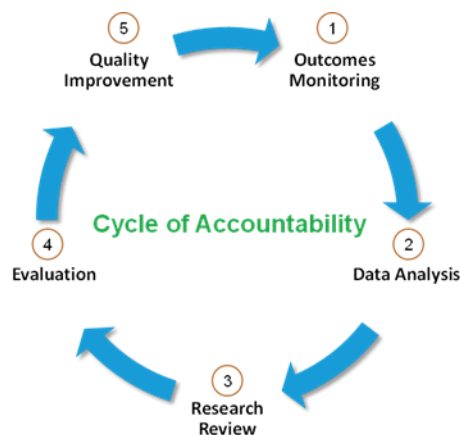 5
Quality
Improvement
1
Outcomes
Monitoring
Cycle of Accountability
4
Evaluation
2
Data Analysis
3
Research
Review